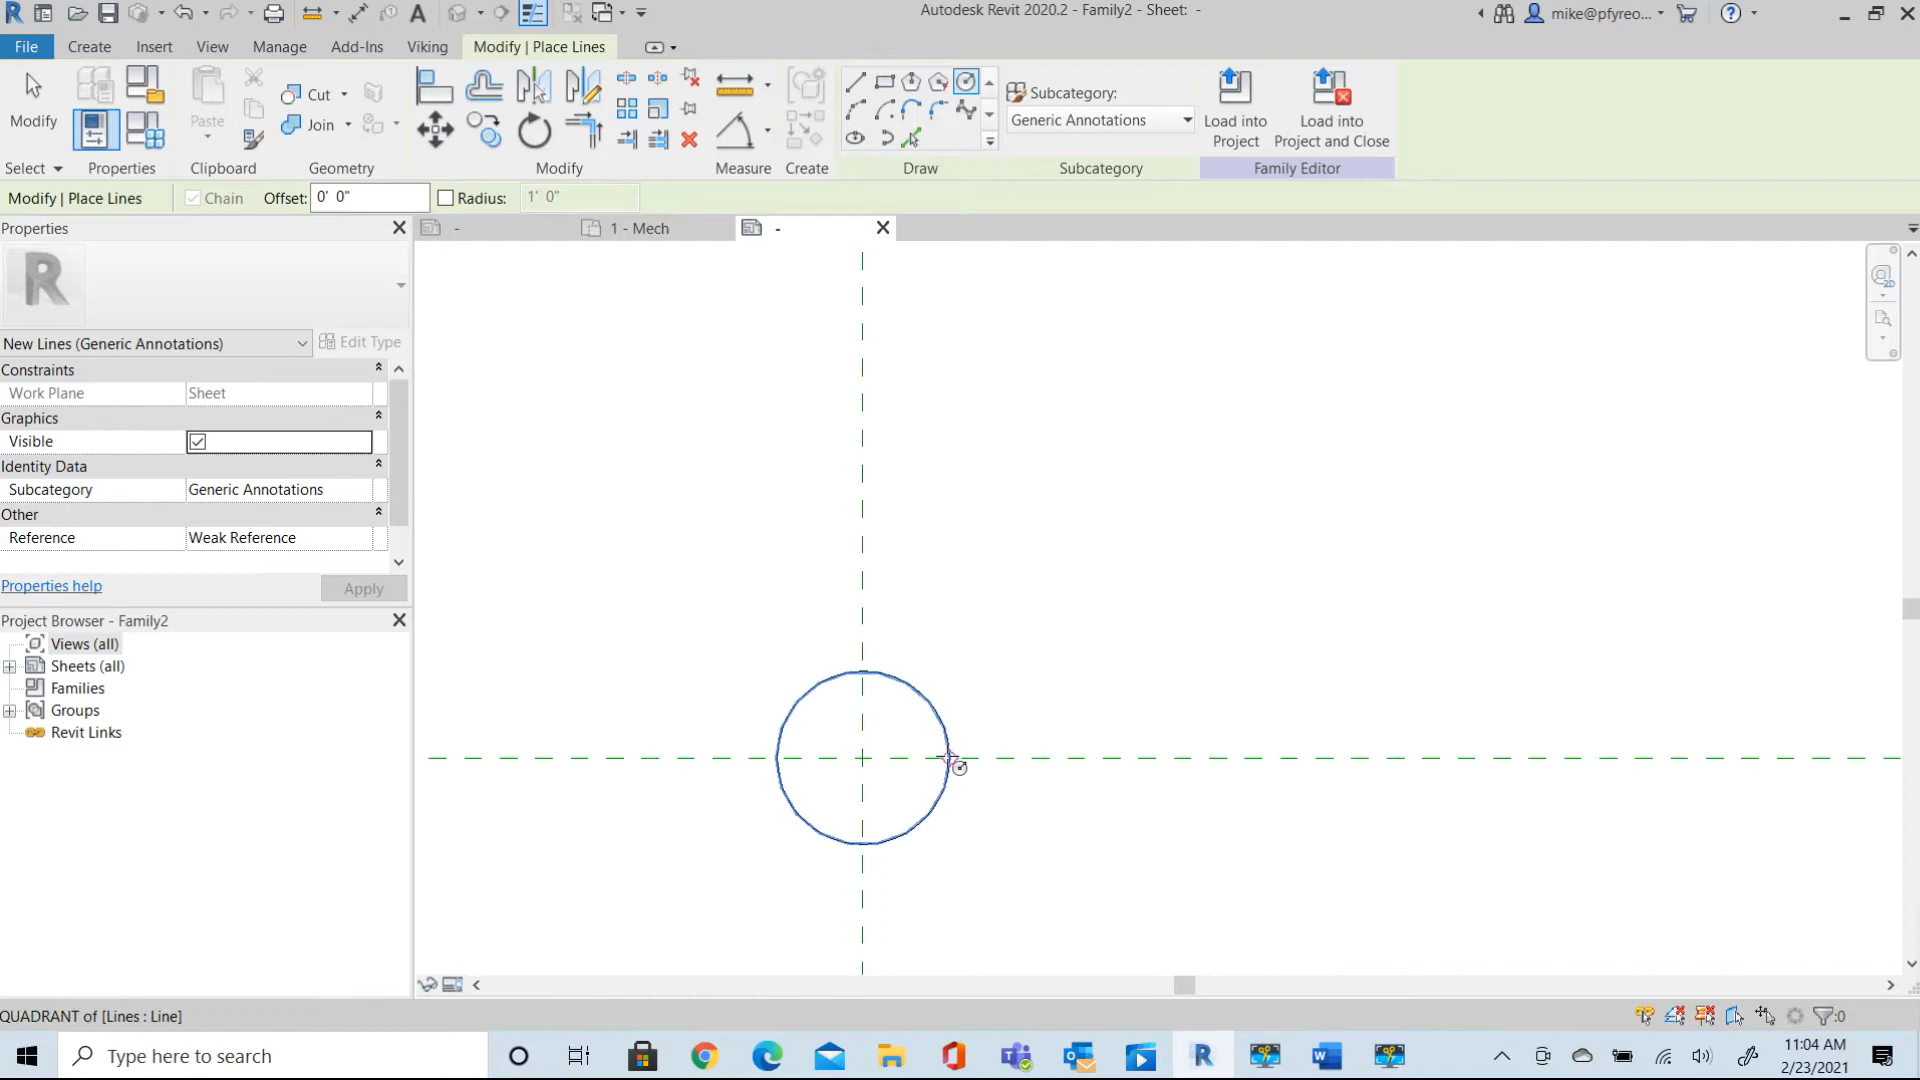 Autodesk Revit 2020.2 - Family2 - Sheet: -
mike@pfyreo...
File
Create
Insert
View
Manage
Add-Ins
Viking
Modify | Place Lines
Modify
Paste
Cut
Join
Subcategory:
Generic Annotations
Load into
Project
Load into
Project and Close
Select
Properties
Clipboard
Geometry
Modify
Measure
Create
Draw
Subcategory
Family Editor
Modify | Place Lines
Chain
Offset:
0' 0"
Radius:
1' 0"
Properties
-
1 - Mech
-
R
New Lines (Generic Annotations)
Edit Type
Constraints
Work Plane
Sheet
Graphics
Visible
Identity Data
Subcategory
Generic Annotations
Other
Reference
Weak Reference
Properties help
Apply
Project Browser - Family2
Views (all)
Sheets (all)
Families
Groups
Revit Links
2D
QUADRANT of [Lines : Line]
:0
Type here to search
11:04 AM
2/23/2021